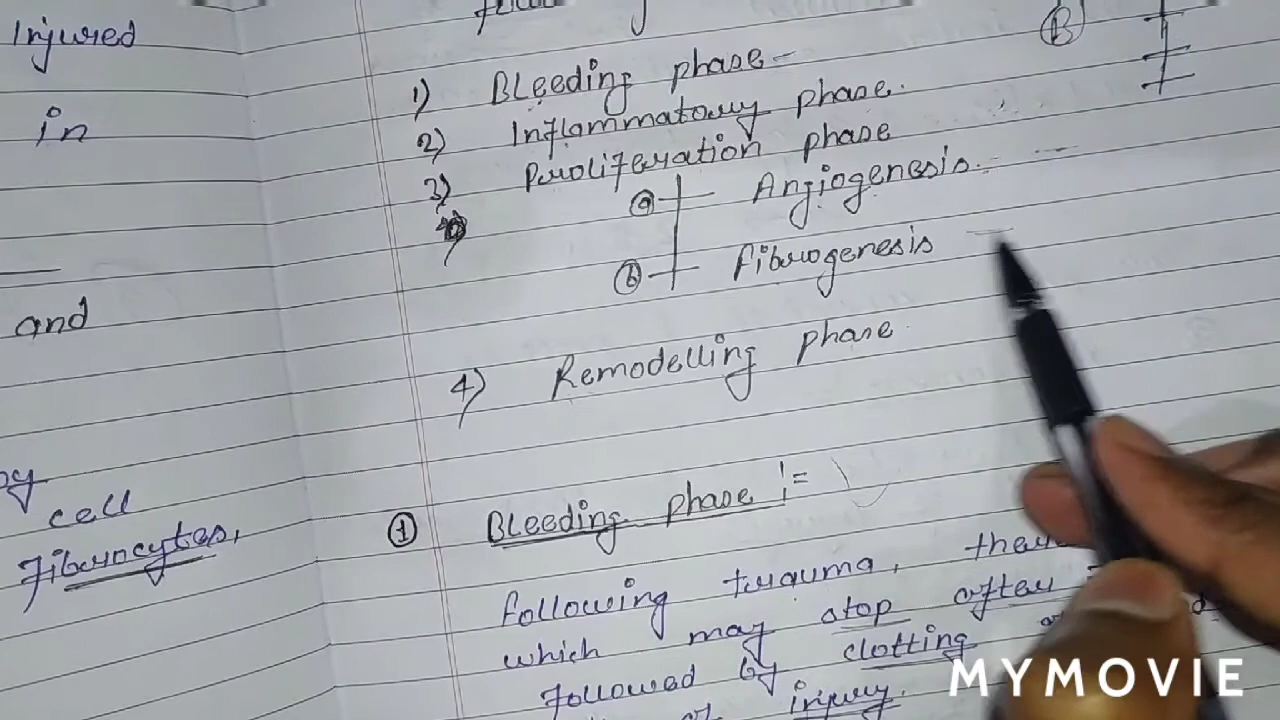 Injured
in
and
cell
Fibrocytes,
B
1) Bleeding phase -
2) Inflammatory phase.
3) Proliferation phase
a Angiogenesis.
b Fibrogenesis
4) Remodelling phase
1 Bleeding phase :=
Following trauma,
which may stop after
followed by clotting
injury.
MYMOVIE